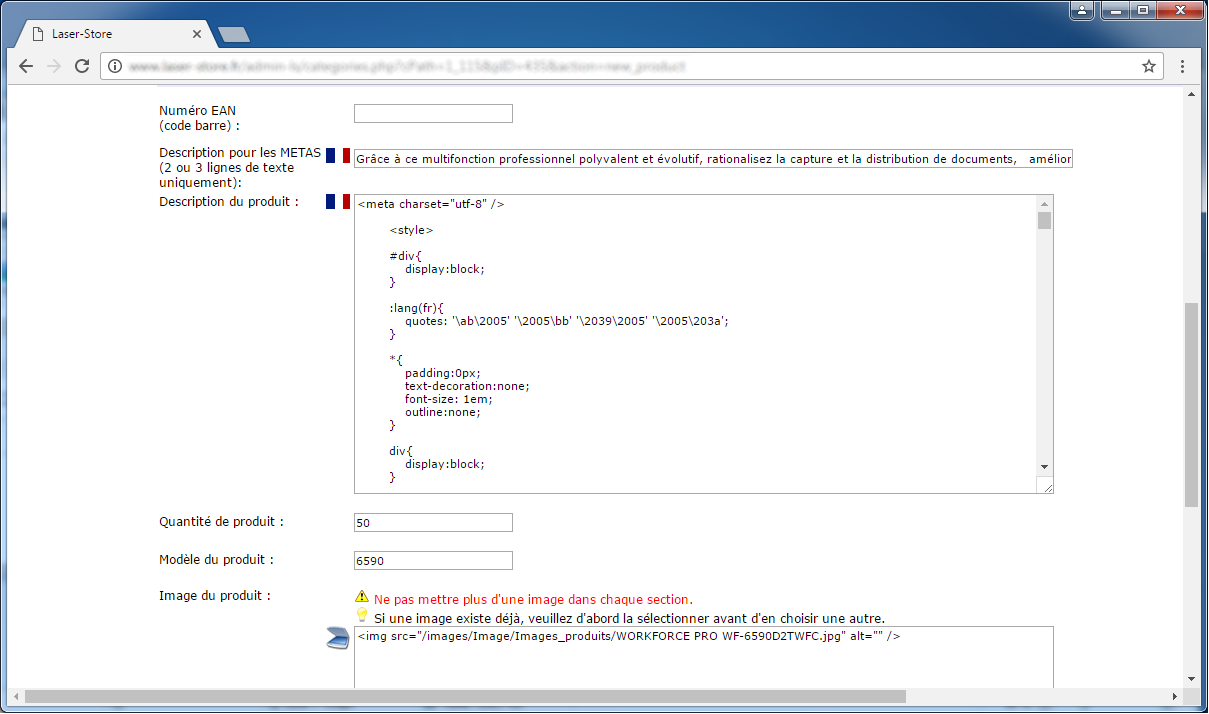 Laser-Store
Numéro EAN
(code barre) :
Description pour les METAS
(2 ou 3 lignes de texte
uniquement):
Grâce à ce multifonction professionnel polyvalent et évolutif, rationalisez la capture et la distribution de documents,   amélior
Description du produit :
<meta charset="utf-8" />
<style>
#div{
display:block;
}
:lang(fr){
quotes: '\ab\2005' '\2005\bb' '\2039\2005' '\2005\203a';
}
*{
padding:0px;
text-decoration:none;
font-size: 1em;
outline:none;
}
div{
display:block;
}
Quantité de produit :
50
Modèle du produit :
6590
Image du produit :
Ne pas mettre plus d'une image dans chaque section.
Si une image existe déjà, veuillez d'abord la sélectionner avant d'en choisir une autre.
<img src="/images/Image/Images_produits/WORKFORCE PRO WF-6590D2TWFC.jpg" alt="" />